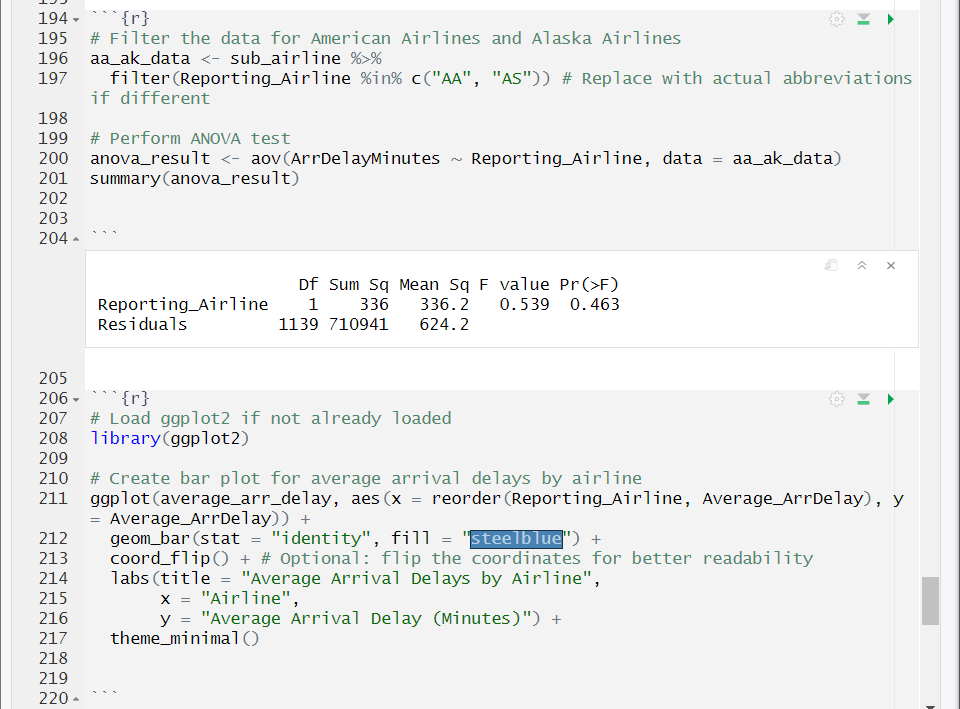 194 ```{r}
195 # Filter the data for American Airlines and Alaska Airlines
196 aa_ak_data <- sub_airline %>%
197   filter(Reporting_Airline %in% c("AA", "AS")) # Replace with actual abbreviations
if different
198
199 # Perform ANOVA test
200 anova_result <- aov(ArrDelayMinutes ~ Reporting_Airline, data = aa_ak_data)
201 summary(anova_result)
202
203
204 ```
                    Df Sum Sq Mean Sq F value Pr(>F)
Reporting_Airline    1    336   336.2   0.539  0.463
Residuals         1139 710941   624.2
205
206 ```{r}
207 # Load ggplot2 if not already loaded
208 library(ggplot2)
209
210 # Create bar plot for average arrival delays by airline
211 ggplot(average_arr_delay, aes(x = reorder(Reporting_Airline, Average_ArrDelay), y
= Average_ArrDelay)) +
212   geom_bar(stat = "identity", fill = "steelblue") +
213   coord_flip() + # Optional: flip the coordinates for better readability
214   labs(title = "Average Arrival Delays by Airline",
215        x = "Airline",
216        y = "Average Arrival Delay (Minutes)") +
217   theme_minimal()
218
219
220 ```